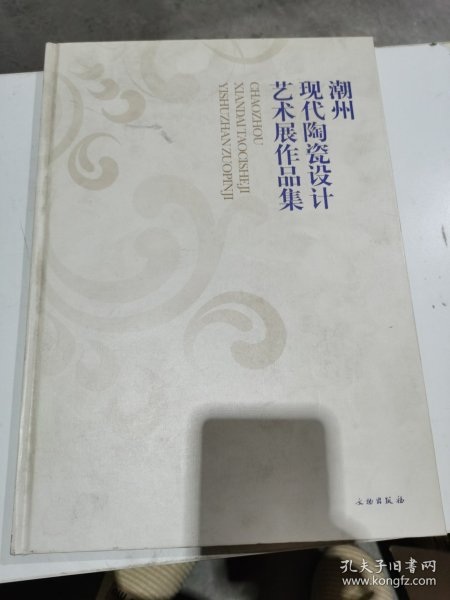 潮州
现代陶瓷设计
艺术展作品集
CHAOZHOU
XIANDAITAOCISHEJI
YISHUZHANZUOPINJI
文物出版社
孔夫子旧书网
www.kongfz.com